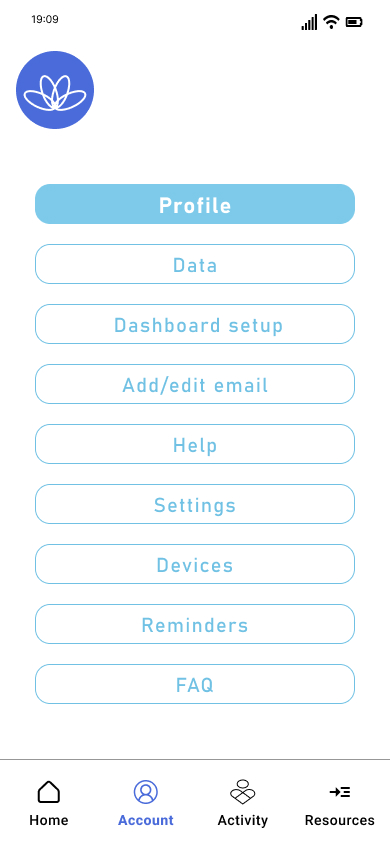 19:09
Profile
Data
Dashboard setup
Add/edit email
Help
Settings
Devices
Reminders
FAQ
Home Account Activity Resources